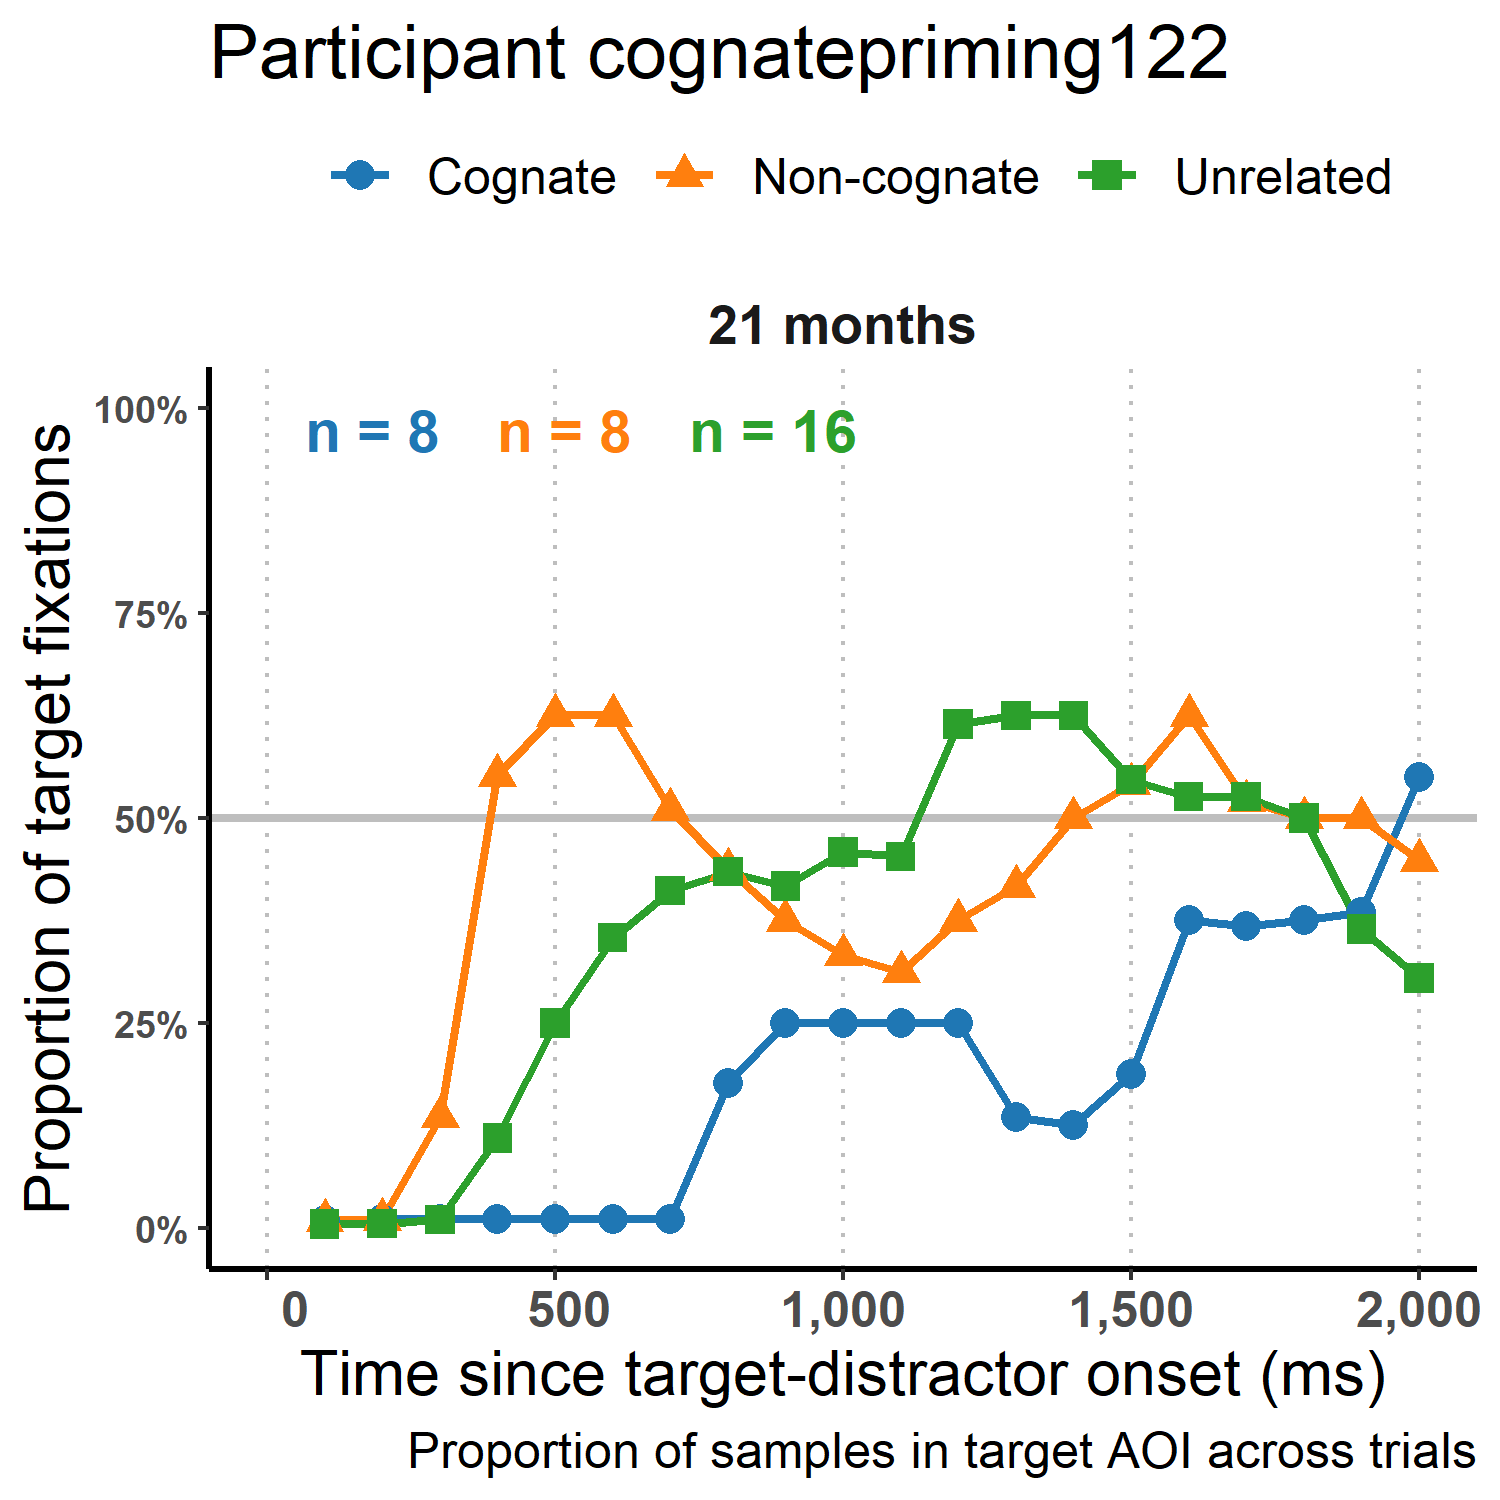 Participant cognatepriming122
Cognate Non-cognate Unrelated
21 months
n = 8 n = 8 n = 16
100%
75%
50%
25%
0%
Proportion of target fixations
0 500 1,000 1,500 2,000
Time since target-distractor onset (ms)
Proportion of samples in target AOI across trials